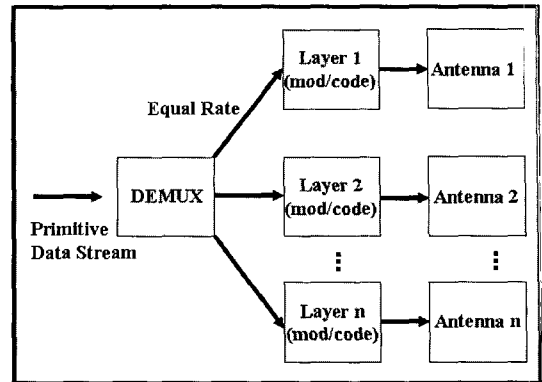 Layer 1
(mod/code)
Antenna 1
Equal Rate
DEMUX
Layer 2
(mod/code)
Antenna 2
Primitive
Data Stream
Layer n
(mod/code)
Antenna n